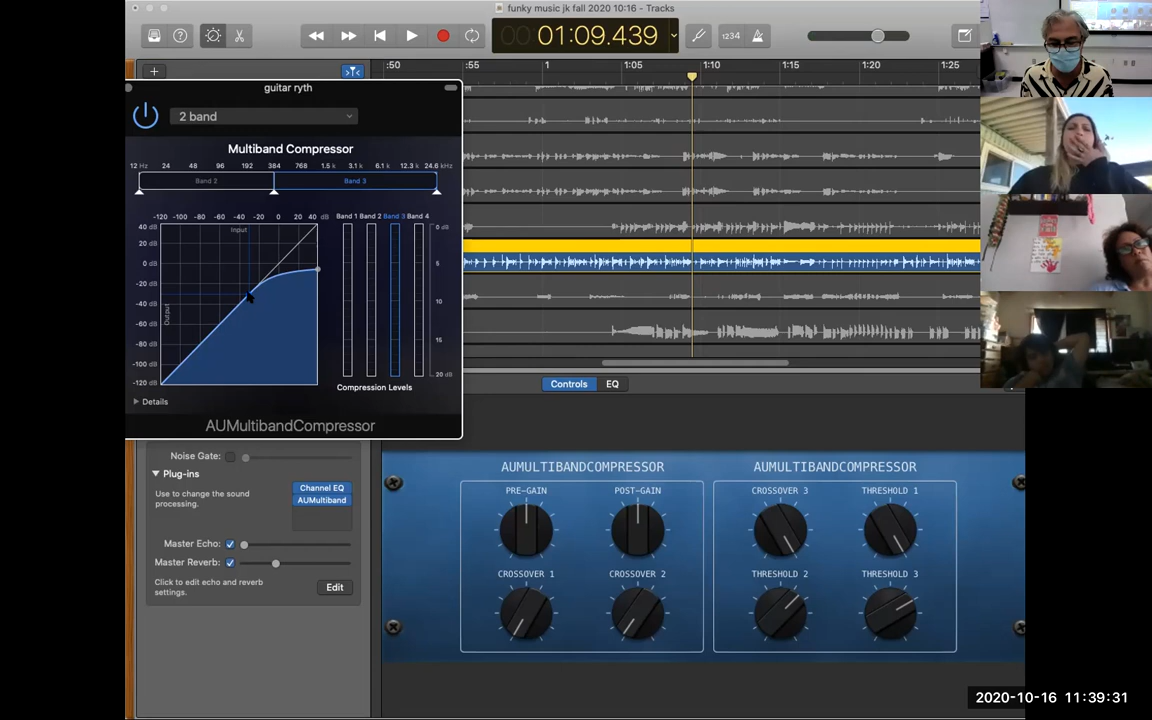 funky music jk fall 2020 10:16 - Tracks
00 01:09.439
1234
:50 :55 1 1:05 1:10 1:15 1:20 1:25
guitar ryth
2 band
Multiband Compressor
12 Hz 24 48 96 192 384 768 1.5 k 3.1 k 6.1 k 12.3 k 24.6 kHz
Band 2 Band 3
-120 -100 -80 -60 -40 -20 0 20 40 dB Band 1 Band 2 Band 3 Band 4
40 dB Input 0 dB
20 dB
0 dB 5
-20 dB
-40 dB 10
Output
-60 dB
-80 dB 15
-100 dB
-120 dB 20 dB
Compression Levels
Details
AUMultibandCompressor
Controls EQ
Noise Gate:
Plug-ins
Use to change the sound
processing.
Channel EQ
AUMultiband
Master Echo:
Master Reverb:
Click to edit echo and reverb
settings.
Edit
AUMULTIBANDCOMPRESSOR AUMULTIBANDCOMPRESSOR
PRE-GAIN POST-GAIN CROSSOVER 3 THRESHOLD 1
CROSSOVER 1 CROSSOVER 2 THRESHOLD 2 THRESHOLD 3
2020-10-16 11:39:31